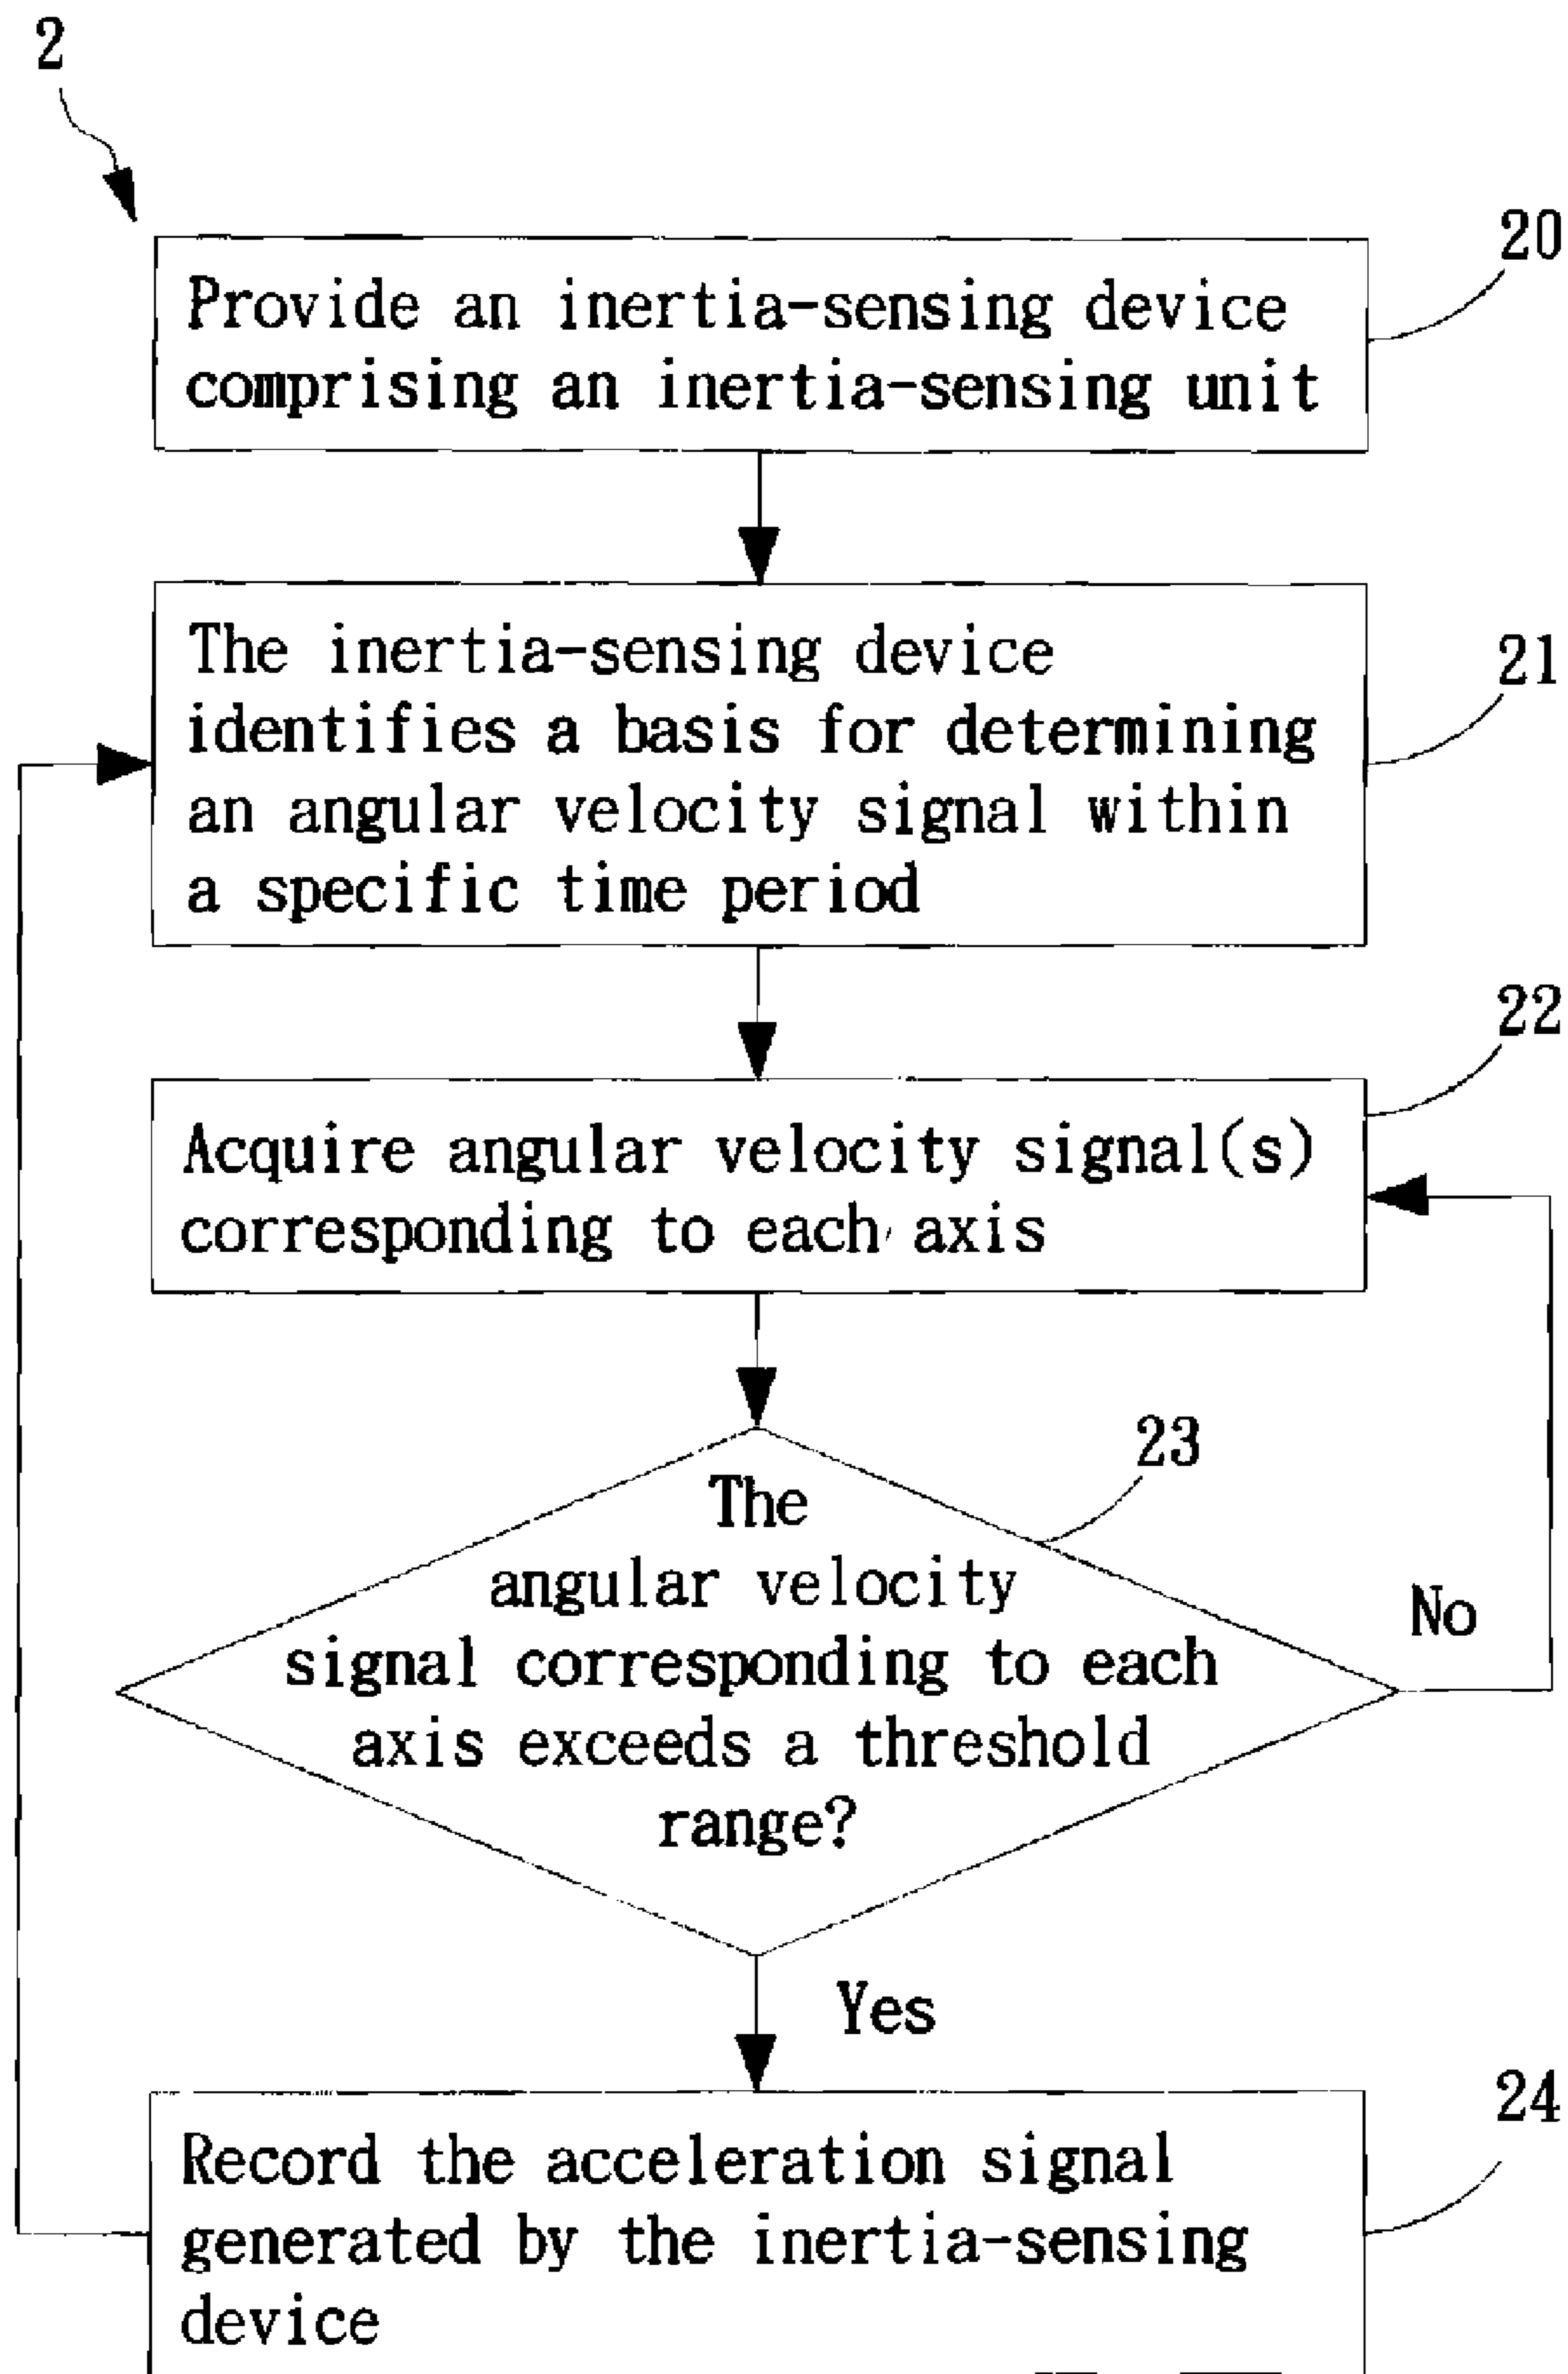 2
20
Provide an inertia-sensing device
comprising an inertia-sensing unit
21
The inertia-sensing device
identifies a basis for determining
an angular velocity signal within
a specific time period
22
Acquire angular velocity signal(s)
corresponding to each axis
23
The
angular velocity
signal corresponding to each
axis exceeds a threshold
range?
No
Yes
24
Record the acceleration signal
generated by the inertia-sensing
device